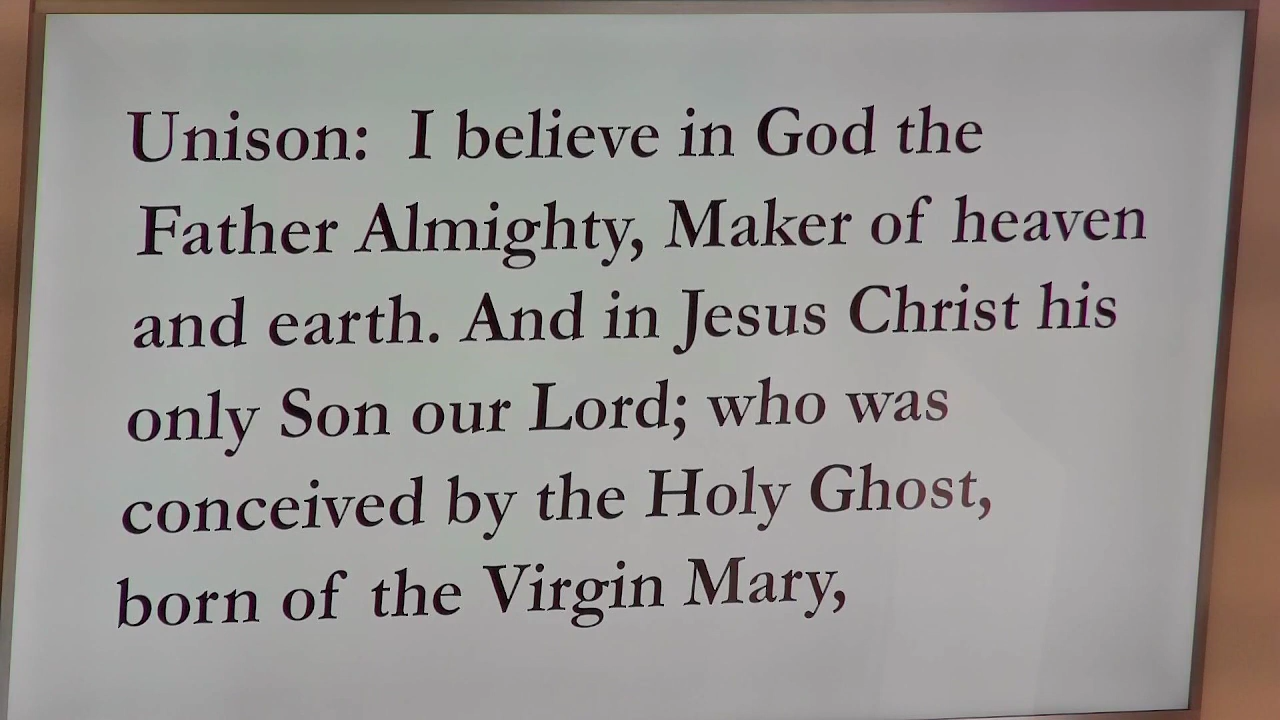 Unison: I believe in God the
Father Almighty, Maker of heaven
and earth. And in Jesus Christ his
only Son our Lord; who was
conceived by the Holy Ghost,
born of the Virgin Mary,